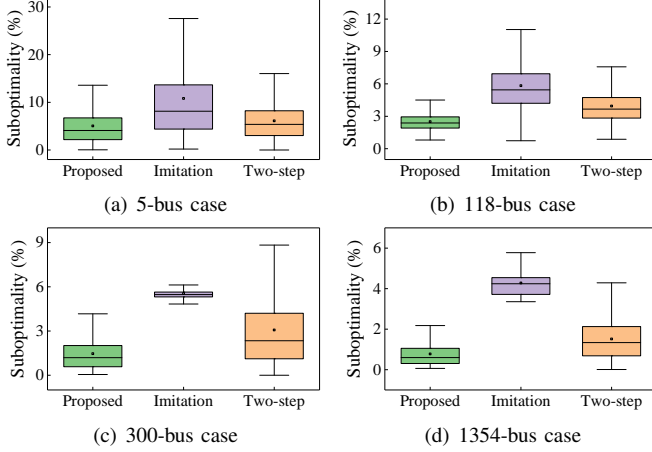 Suboptimality (%)
30
20
10
0
Proposed Imitation Two-step
(a) 5-bus case
Suboptimality (%)
12
9
6
3
0
Proposed Imitation Two-step
(b) 118-bus case
Suboptimality (%)
9
6
3
0
Proposed Imitation Two-step
(c) 300-bus case
Suboptimality (%)
6
4
2
0
Proposed Imitation Two-step
(d) 1354-bus case